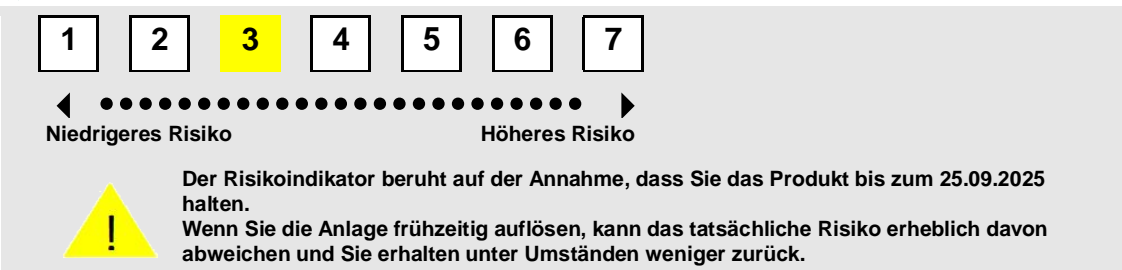 1 2 3 4 5 6 7
Niedrigeres Risiko Höheres Risiko
Der Risikoindikator beruht auf der Annahme, dass Sie das Produkt bis zum 25.09.2025
halten.
Wenn Sie die Anlage frühzeitig auflösen, kann das tatsächliche Risiko erheblich davon
abweichen und Sie erhalten unter Umständen weniger zurück.
!